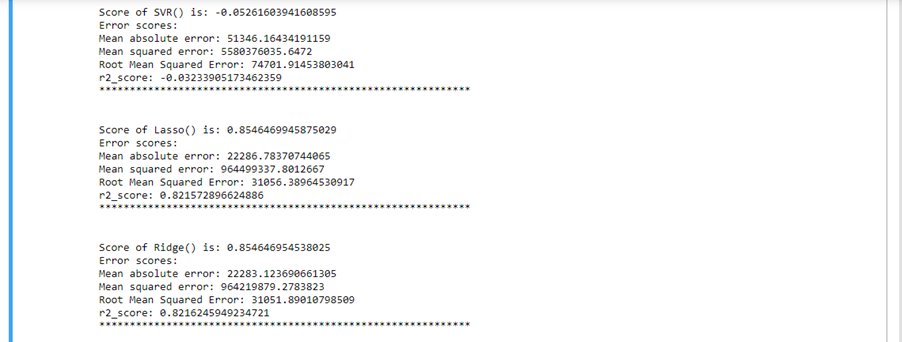 Score of SVR() is: -0.05261603941608595
Error scores:
Mean absolute error: 51346.16434191159
Mean squared error: 5580376035.6472
Root Mean Squared Error: 74701.91453803041
r2_score: -0.03233905173462359
*************************************************************
Score of Lasso() is: 0.8546469945875029
Error scores:
Mean absolute error: 22286.78370744065
Mean squared error: 964499337.8012667
Root Mean Squared Error: 31056.38964530917
r2_score: 0.821572896624886
*************************************************************
Score of Ridge() is: 0.854646954538025
Error scores:
Mean absolute error: 22283.123690661305
Mean squared error: 964219879.2783823
Root Mean Squared Error: 31051.89010798509
r2_score: 0.8216245949234721
*************************************************************